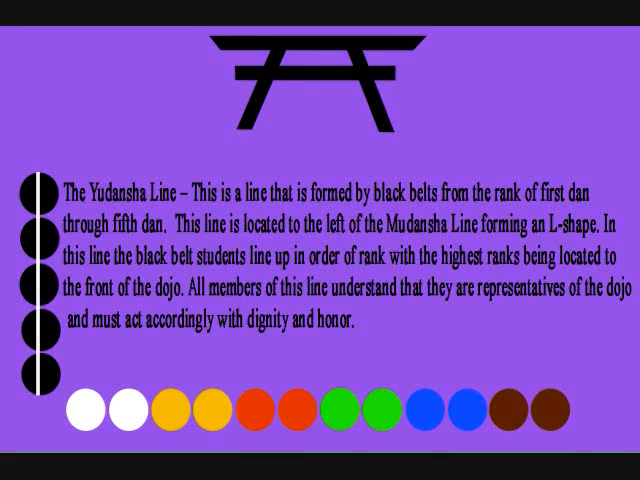 The Yudansha Line – This is a line that is formed by black belts from the rank of first dan
through fifth dan.  This line is located to the left of the Mudansha Line forming an L-shape. In
this line the black belt students line up in order of rank with the highest ranks being located to
the front of the dojo. All members of this line understand that they are representatives of the dojo
and must act accordingly with dignity and honor.